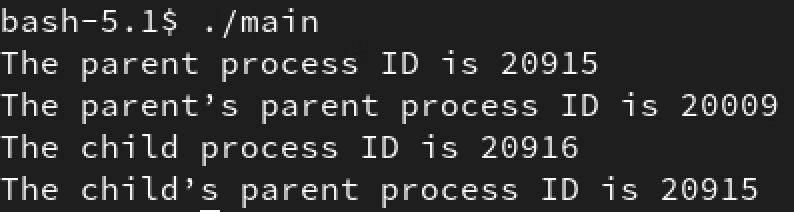 bash-5.1$ ./main
The parent process ID is 20915
The parent’s parent process ID is 20009
The child process ID is 20916
The child’s parent process ID is 20915